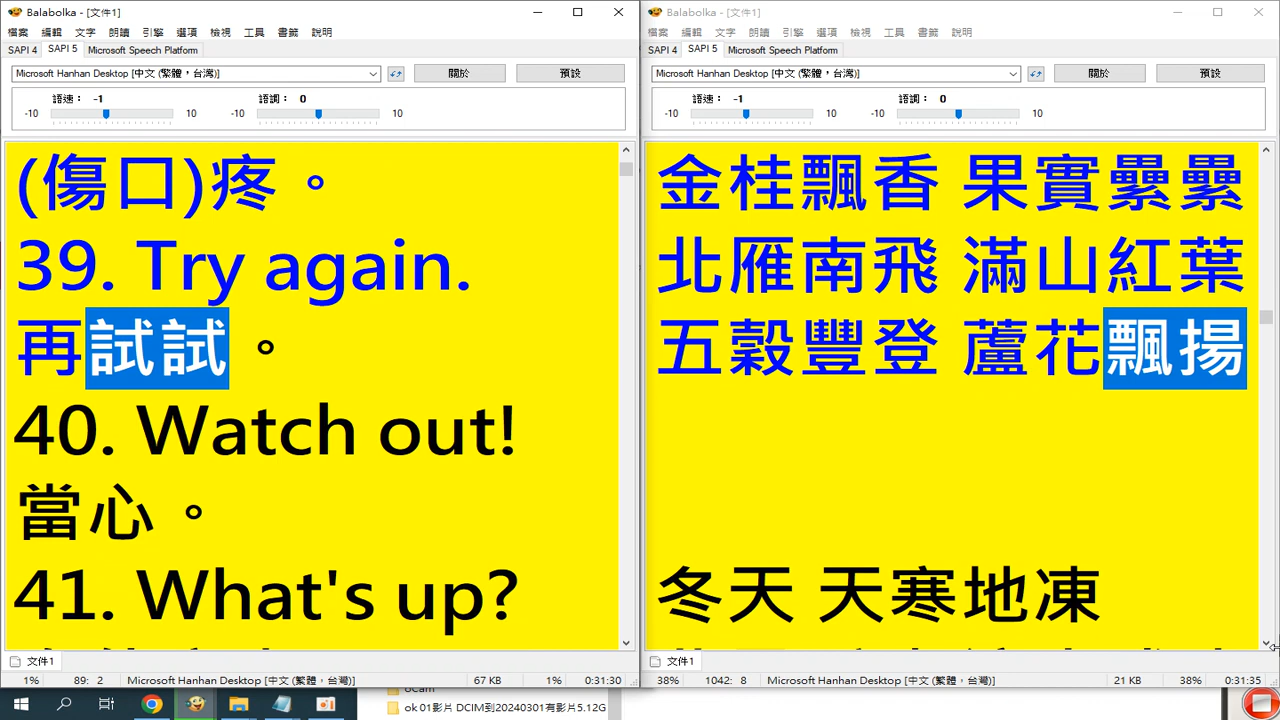 Balabolka - [文件1]
檔案 編輯 文字 朗讀 引擎 選項 檢視 工具 書籤 說明
SAPI 4 SAPI 5 Microsoft Speech Platform
Microsoft Hanhan Desktop [中文 (繁體，台灣)] 關於 預設
語速： -1 語調： 0
-10 10 -10 10
(傷口)疼。
39. Try again.
再試試。
40. Watch out!
當心。
41. What's up?
文件1
1% 89: 2 Microsoft Hanhan Desktop [中文 (繁體，台灣)] 67 KB 1% 0:31:30
Balabolka - [文件1]
檔案 編輯 文字 朗讀 引擎 選項 檢視 工具 書籤 說明
SAPI 4 SAPI 5 Microsoft Speech Platform
Microsoft Hanhan Desktop [中文 (繁體，台灣)] 關於 預設
語速： -1 語調： 0
-10 10 -10 10
金桂飄香 果實纍纍
北雁南飛 滿山紅葉
五穀豐登 蘆花飄揚
冬天 天寒地凍
文件1
38% 1042: 8 Microsoft Hanhan Desktop [中文 (繁體，台灣)] 21 KB 38% 0:31:35
oCam
ok 01影片 DCIM到20240301有影片5.12G